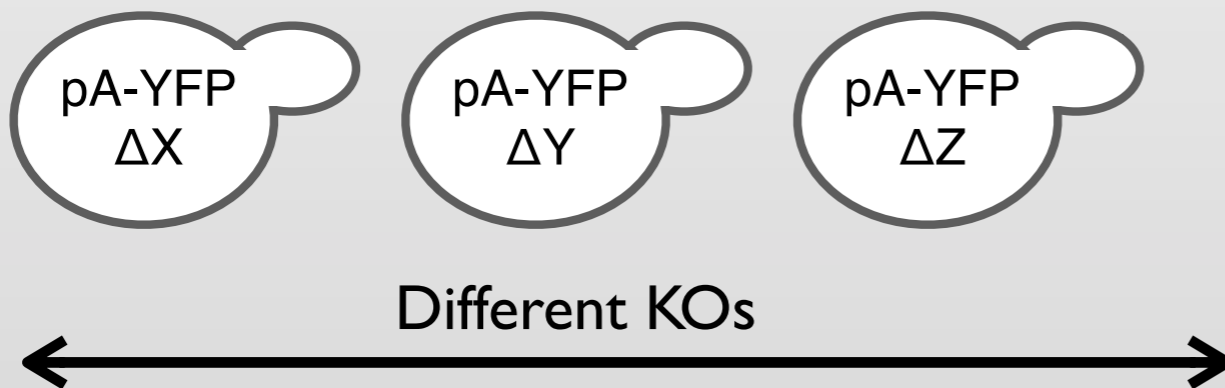 pA-YFP
ΔX
pA-YFP
ΔY
pA-YFP
ΔZ
Different KOs